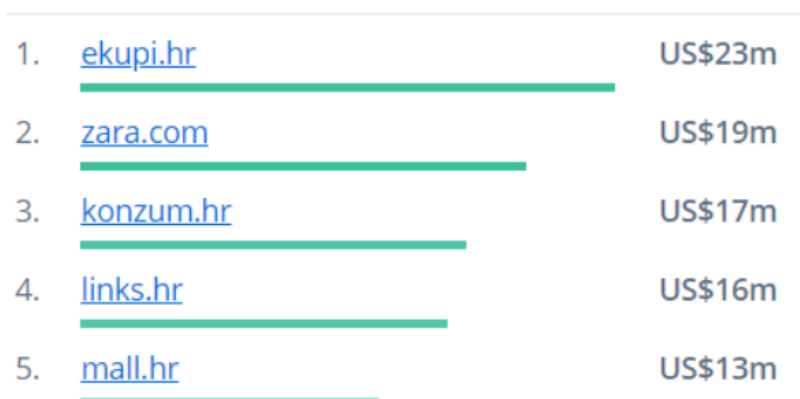 1. ekupi.hr US$23m
2. zara.com US$19m
3. konzum.hr US$17m
4. links.hr US$16m
5. mall.hr US$13m